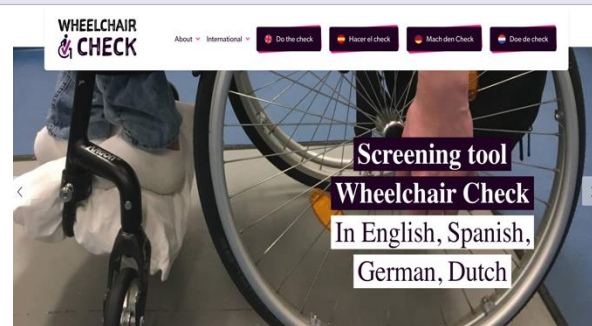 WHEELCHAIR
CHECK
About
International
Do the check
Hacer el check
Mach den Check
Doe de check
Screening tool
Wheelchair Check
In English, Spanish,
German, Dutch